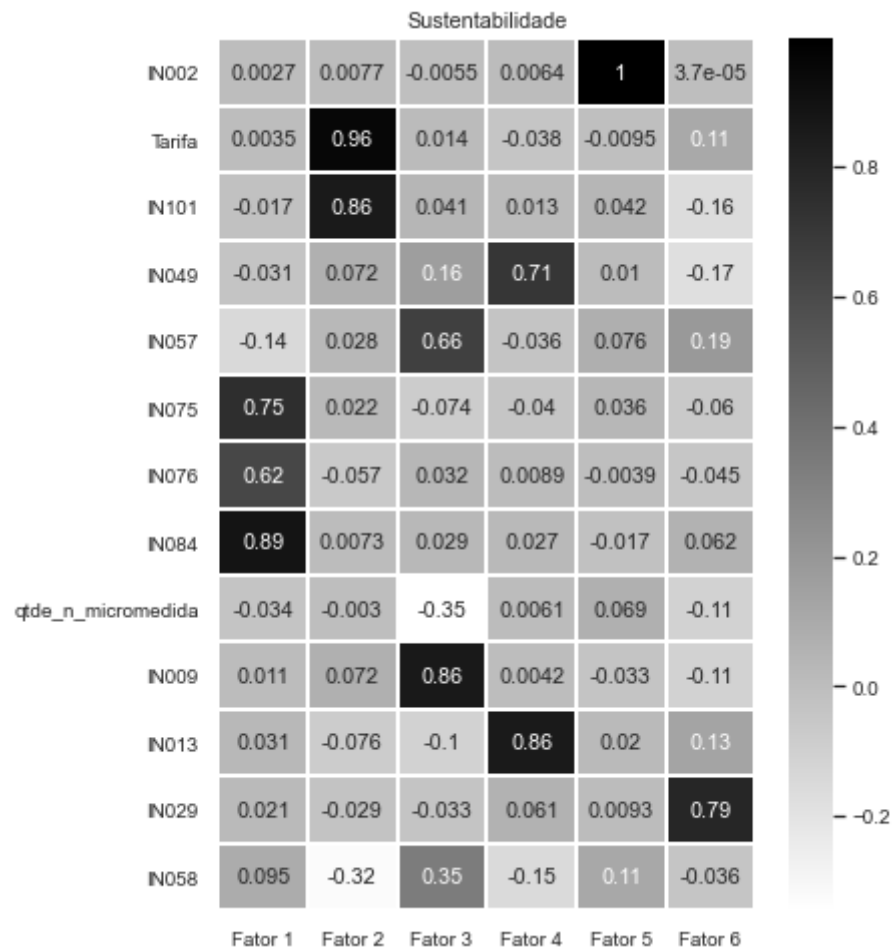 Sustentabilidade
IN002 0.0027 0.0077 -0.0055 0.0064 1 3.7e-05
Tarifa 0.0035 0.96 0.014 -0.038 -0.0095 0.11
IN101 -0.017 0.86 0.041 0.013 0.042 -0.16
IN049 -0.031 0.072 0.16 0.71 0.01 -0.17
IN057 -0.14 0.028 0.66 -0.036 0.076 0.19
IN075 0.75 0.022 -0.074 -0.04 0.036 -0.06
IN076 0.62 -0.057 0.032 0.0089 -0.0039 -0.045
IN084 0.89 0.0073 0.029 0.027 -0.017 0.062
qtde_n_micromedida -0.034 -0.003 -0.35 0.0061 0.069 -0.11
IN009 0.011 0.072 0.86 0.0042 -0.033 -0.11
IN013 0.031 -0.076 -0.1 0.86 0.02 0.13
IN029 0.021 -0.029 -0.033 0.061 0.0093 0.79
IN058 0.095 -0.32 0.35 -0.15 0.11 -0.036
Fator 1 Fator 2 Fator 3 Fator 4 Fator 5 Fator 6
0.8
0.6
0.4
0.2
0.0
-0.2